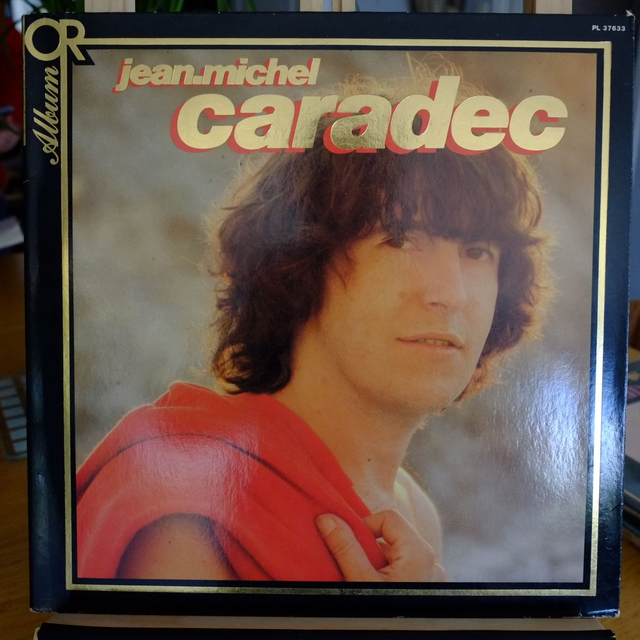 PL 37633
Album OR
jean-michel
caradec